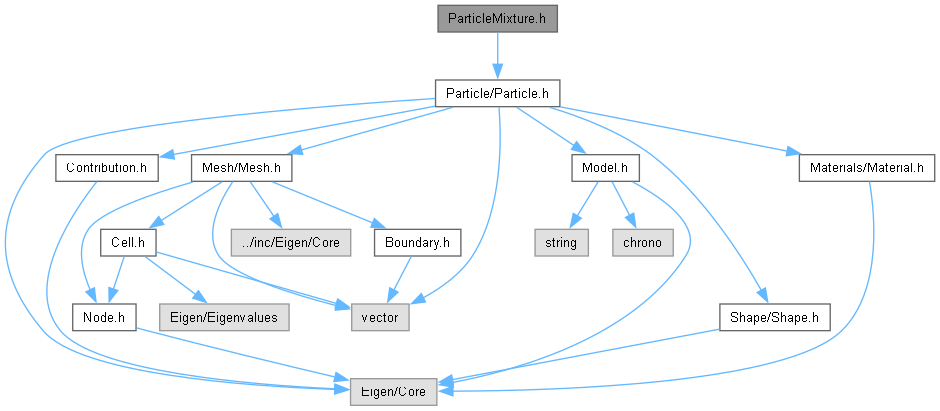 ParticleMixture.h
Particle/Particle.h
Contribution.h
Mesh/Mesh.h
Model.h
Materials/Material.h
Cell.h
../inc/Eigen/Core
Boundary.h
string
chrono
Node.h
Eigen/Eigenvalues
vector
Shape/Shape.h
Eigen/Core